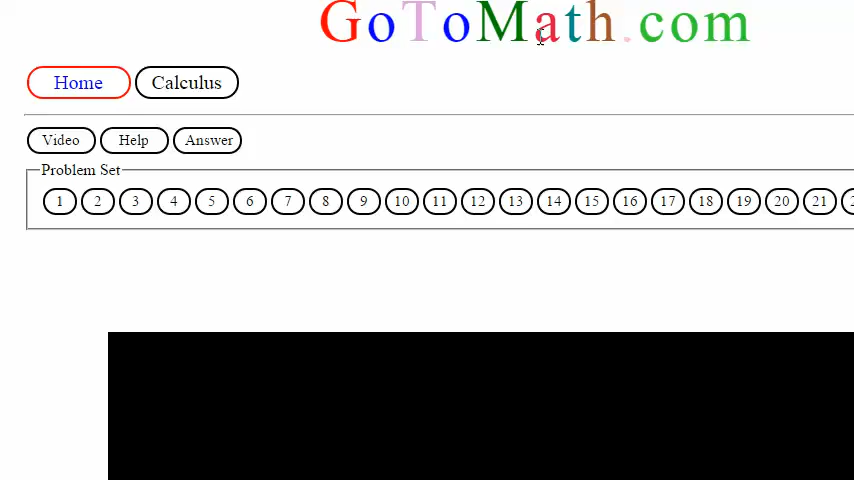 GoToMath.com
Home Calculus
Video Help Answer
Problem Set
1 2 3 4 5 6 7 8 9 10 11 12 13 14 15 16 17 18 19 20 21